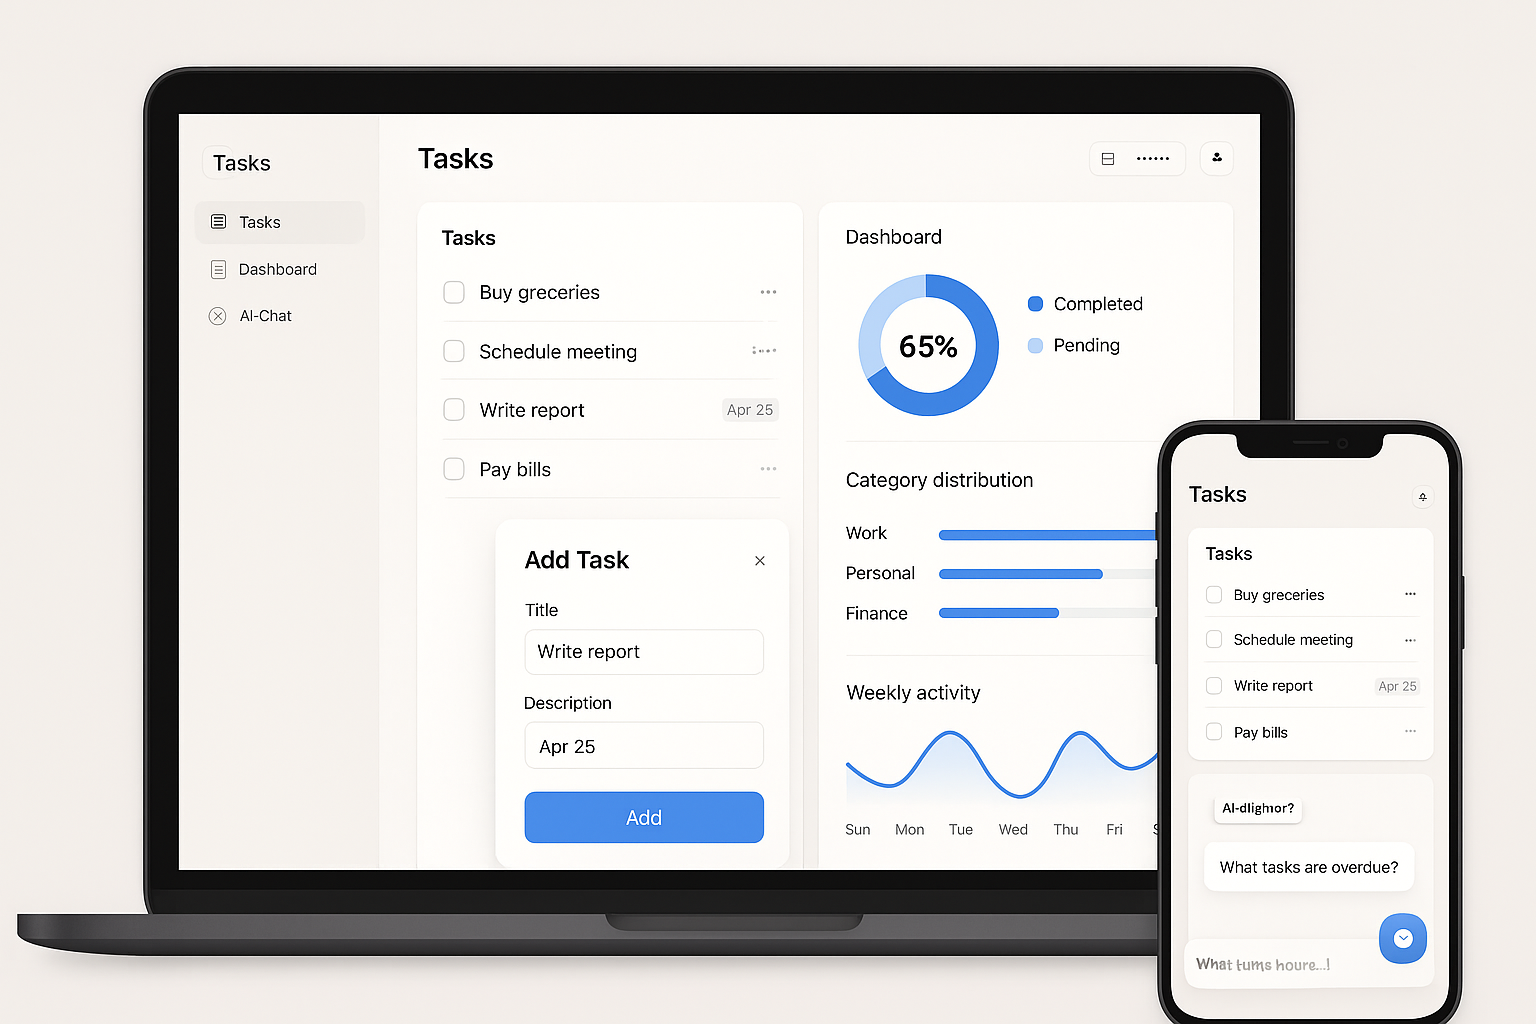 Tasks
Tasks
Dashboard
AI-Chat
Tasks
Tasks
Buy greceries
Schedule meeting
Write report
Apr 25
Pay bills
Add Task
Title
Write report
Description
Apr 25
Add
Dashboard
65%
Completed
Pending
Category distribution
Work
Personal
Finance
Weekly activity
Sun Mon Tue Wed Thu Fri
Tasks
Tasks
Buy greceries
Schedule meeting
Write report
Apr 25
Pay bills
What tasks are overdue?
What tums houre...!